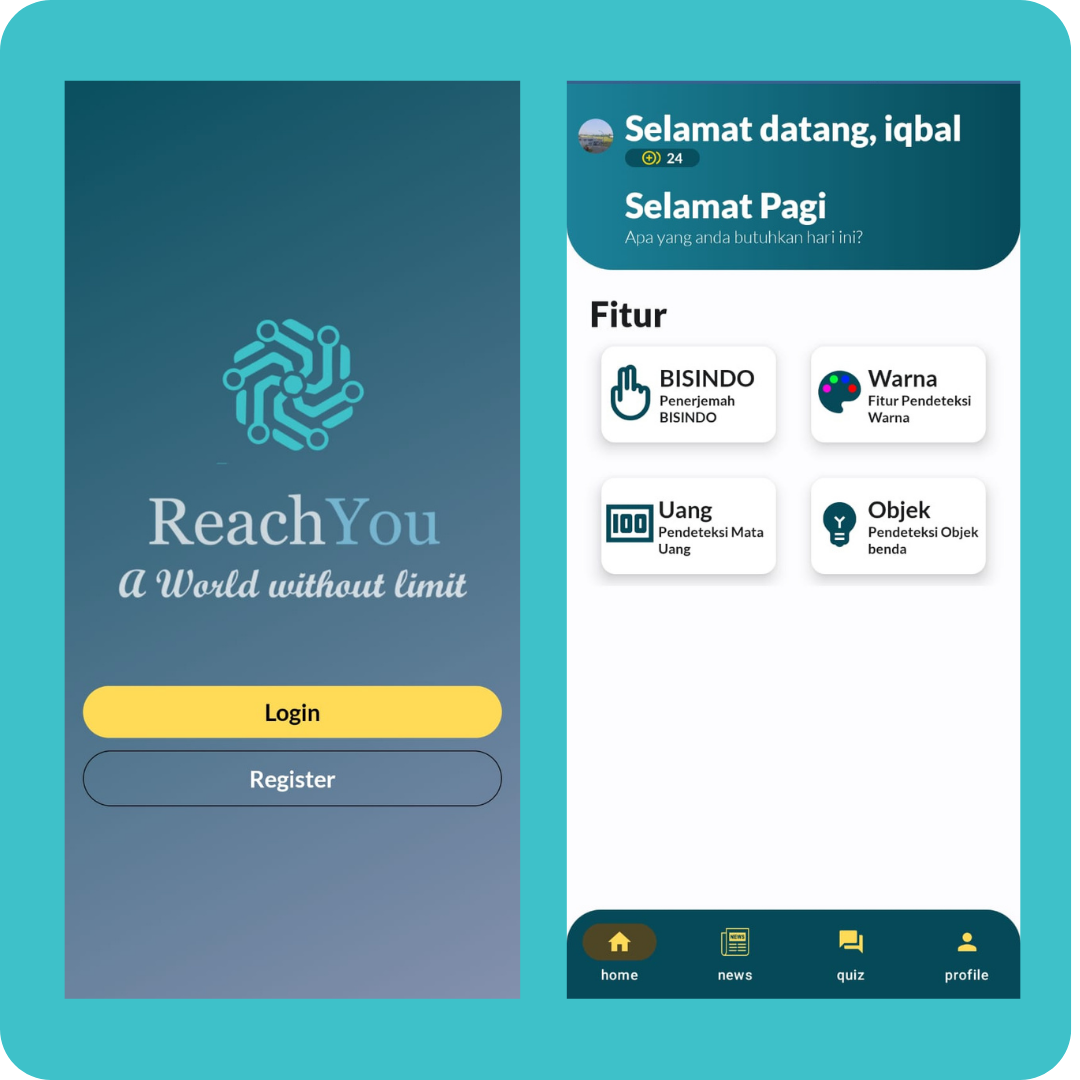 ReachYou
A World without limit
Login
Register
Selamat datang, iqbal
24
Selamat Pagi
Apa yang anda butuhkan hari ini?
Fitur
BISINDO
Penerjemah
BISINDO
Warna
Fitur Pendeteksi
Warna
100
Uang
Pendeteksi Mata
Uang
Objek
Pendeteksi Objek
benda
home
NEWS
news
quiz
profile